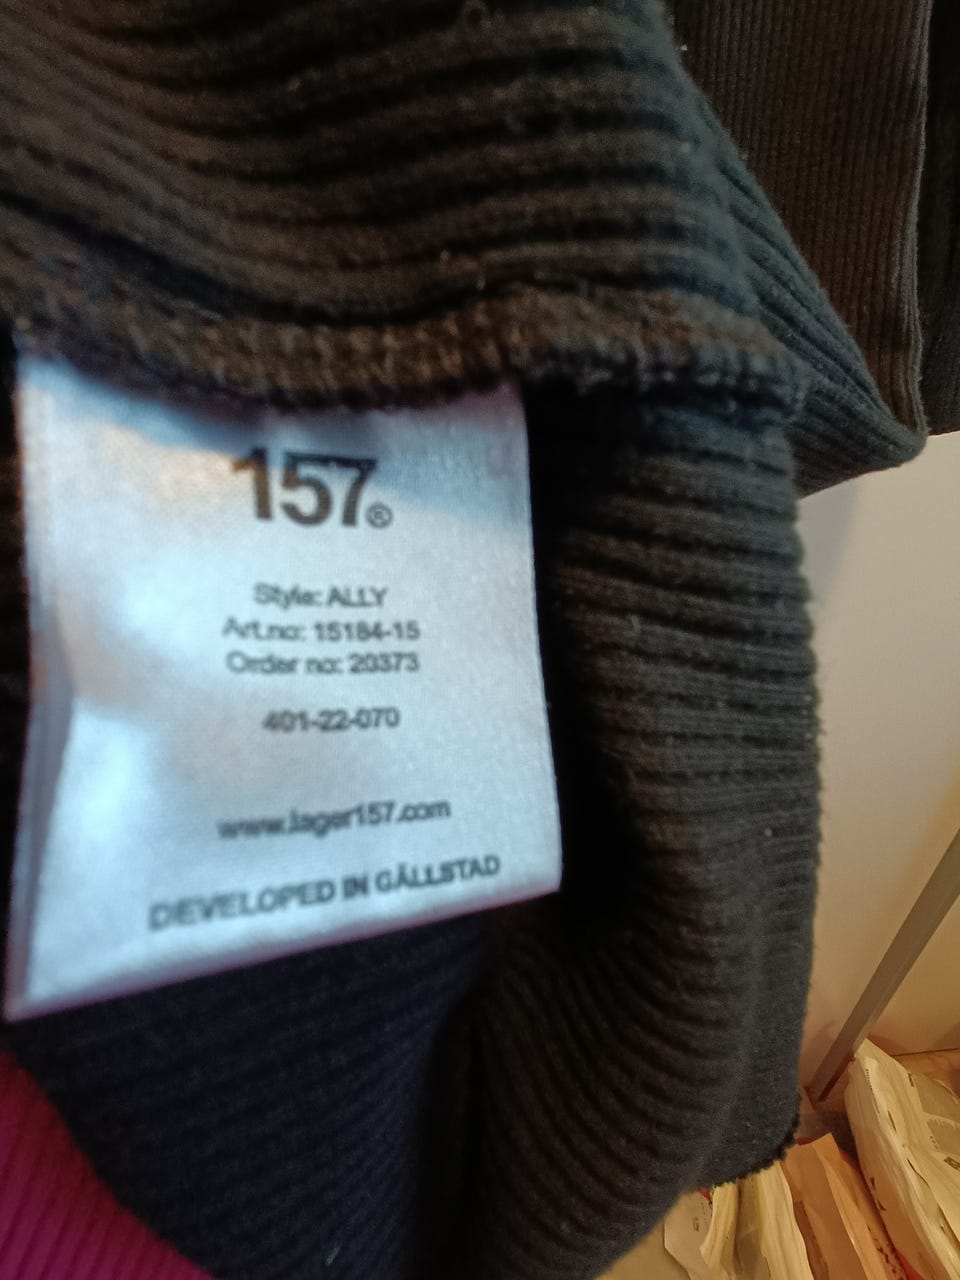 157®
Style: ALLY
Art.no: 15184-15
Order no: 20373
401-22-070
www.lager157.com
DEVELOPED IN GÄLLSTAD